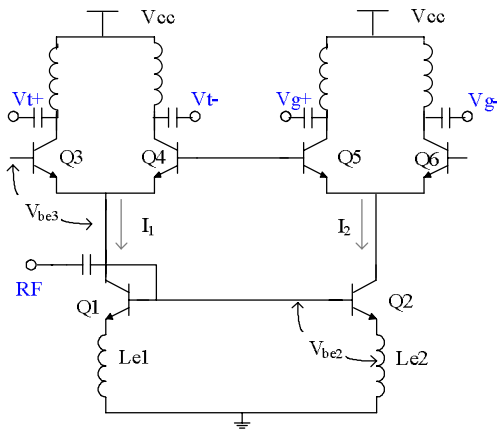 Vcc Vcc
Vt+ Vt- Vg+ Vg-
Q3 Q4 Q5 Q6
Vbe3 I1 I2
RF
Q1 Q2
Vbe2
Le1 Le2